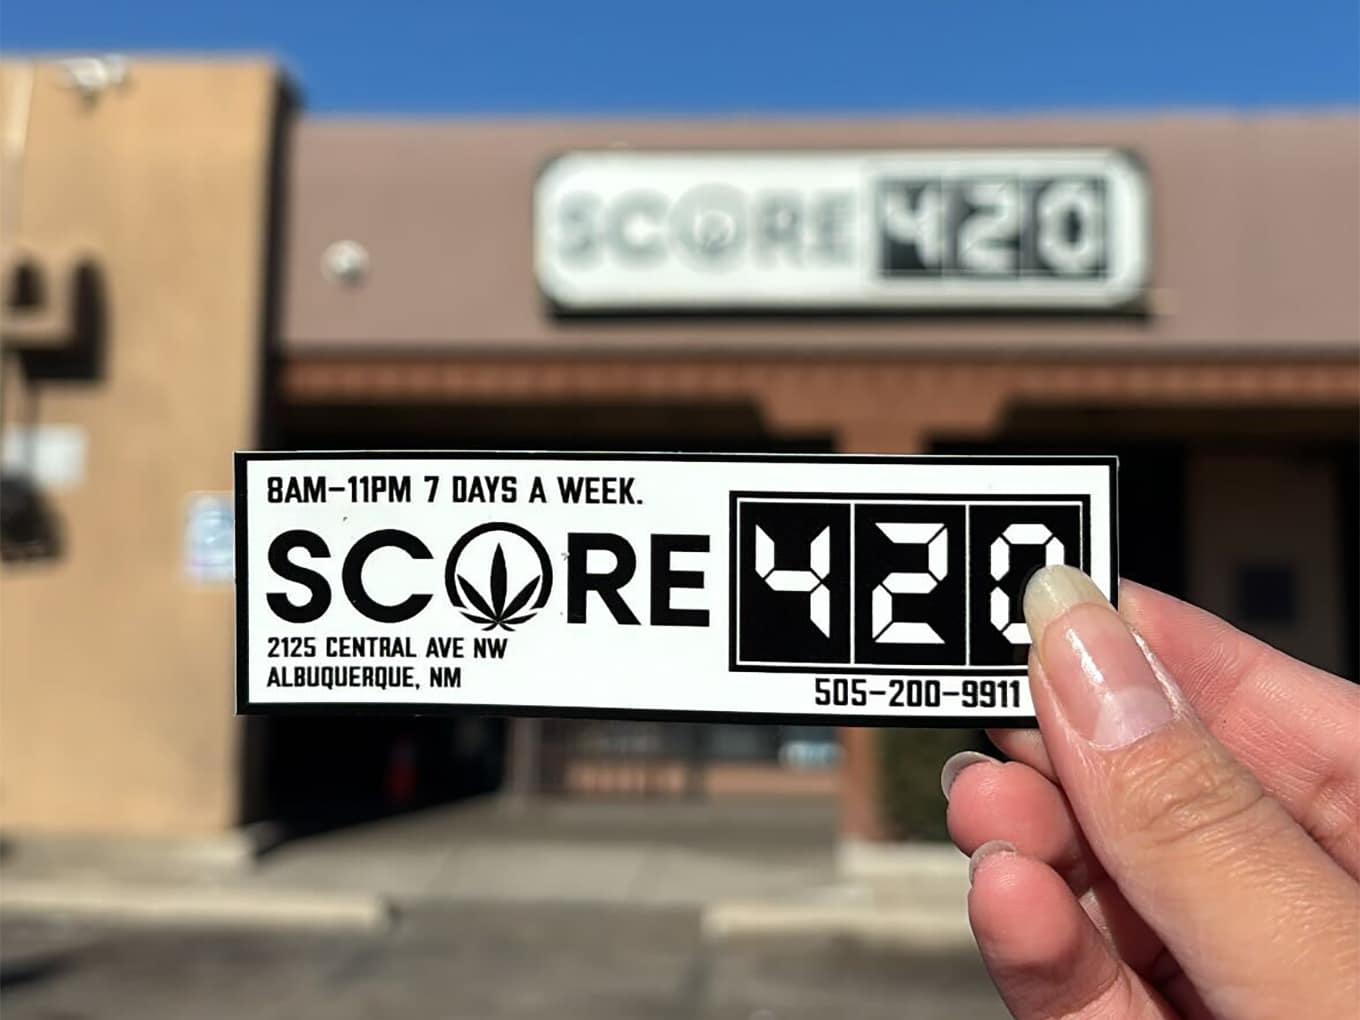 SCORE 420
8AM-11PM 7 DAYS A WEEK.
SCORE 420
2125 CENTRAL AVE NW
ALBUQUERQUE, NM
505-200-9911